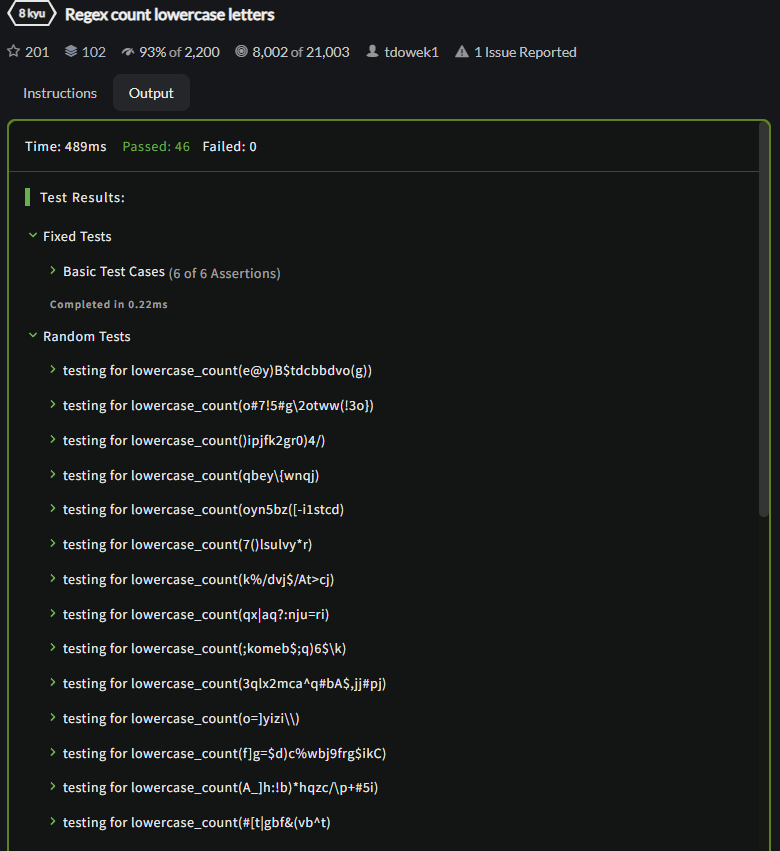 8 kyu Regex count lowercase letters
201 102 93% of 2,200 8,002 of 21,003 tdowek1 1 Issue Reported
Instructions Output
Time: 489ms Passed: 46 Failed: 0
Test Results:
Fixed Tests
Basic Test Cases (6 of 6 Assertions)
Completed in 0.22ms
Random Tests
testing for lowercase_count(e@y)B$tdcbbdvo(g))
testing for lowercase_count(o#7!5#g\2otww(!3o})
testing for lowercase_count()ipjfk2gr0)4/)
testing for lowercase_count(qbey\{wnqj)
testing for lowercase_count(oyn5bz([-i1stcd)
testing for lowercase_count(7()lsulvy*r)
testing for lowercase_count(k%/dvj$/At>cj)
testing for lowercase_count(qx|aq?:nju=ri)
testing for lowercase_count(;komeb$;q)6$\k)
testing for lowercase_count(3qlx2mca^q#bA$,jj#pj)
testing for lowercase_count(o=]yizi\\)
testing for lowercase_count(f]g=$d)c%wbj9frg$ikC)
testing for lowercase_count(A_]h:!b)*hqzc/\p+#5i)
testing for lowercase_count(#[t|gbf&(vb^t)